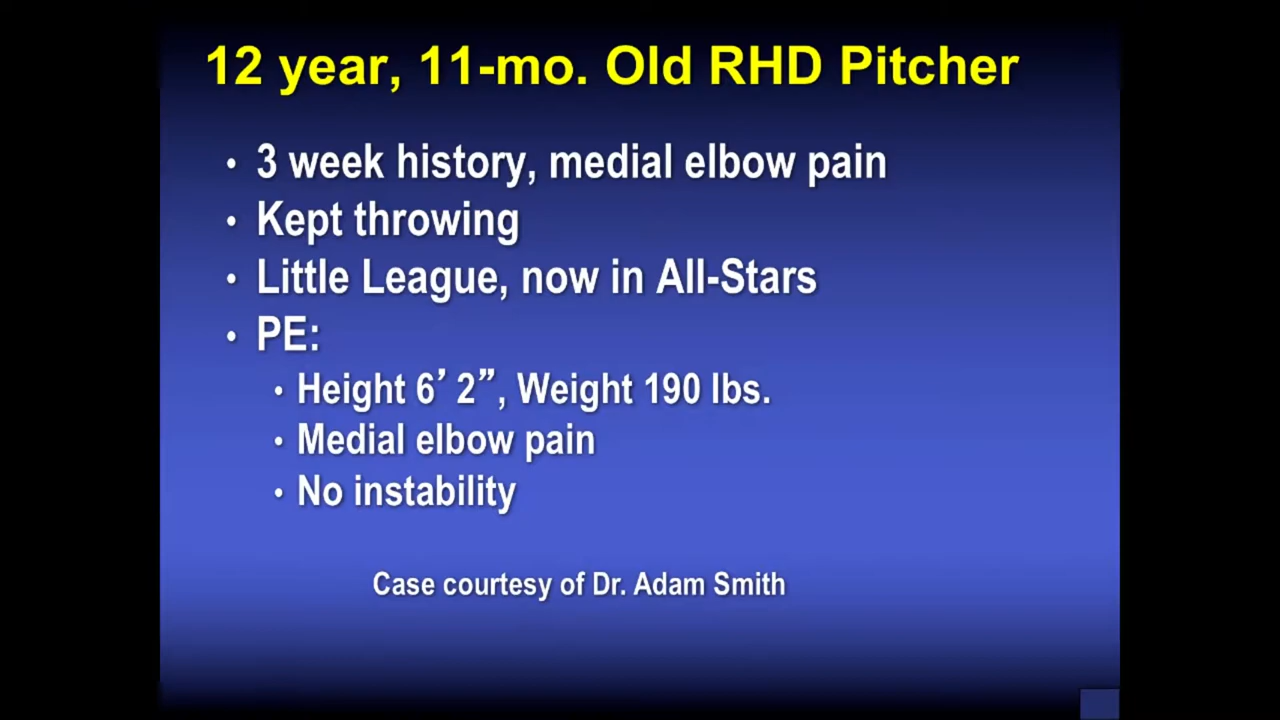 12 year, 11-mo. Old RHD Pitcher
• 3 week history, medial elbow pain
• Kept throwing
• Little League, now in All-Stars
• PE:
• Height 6’ 2”, Weight 190 lbs.
• Medial elbow pain
• No instability
Case courtesy of Dr. Adam Smith